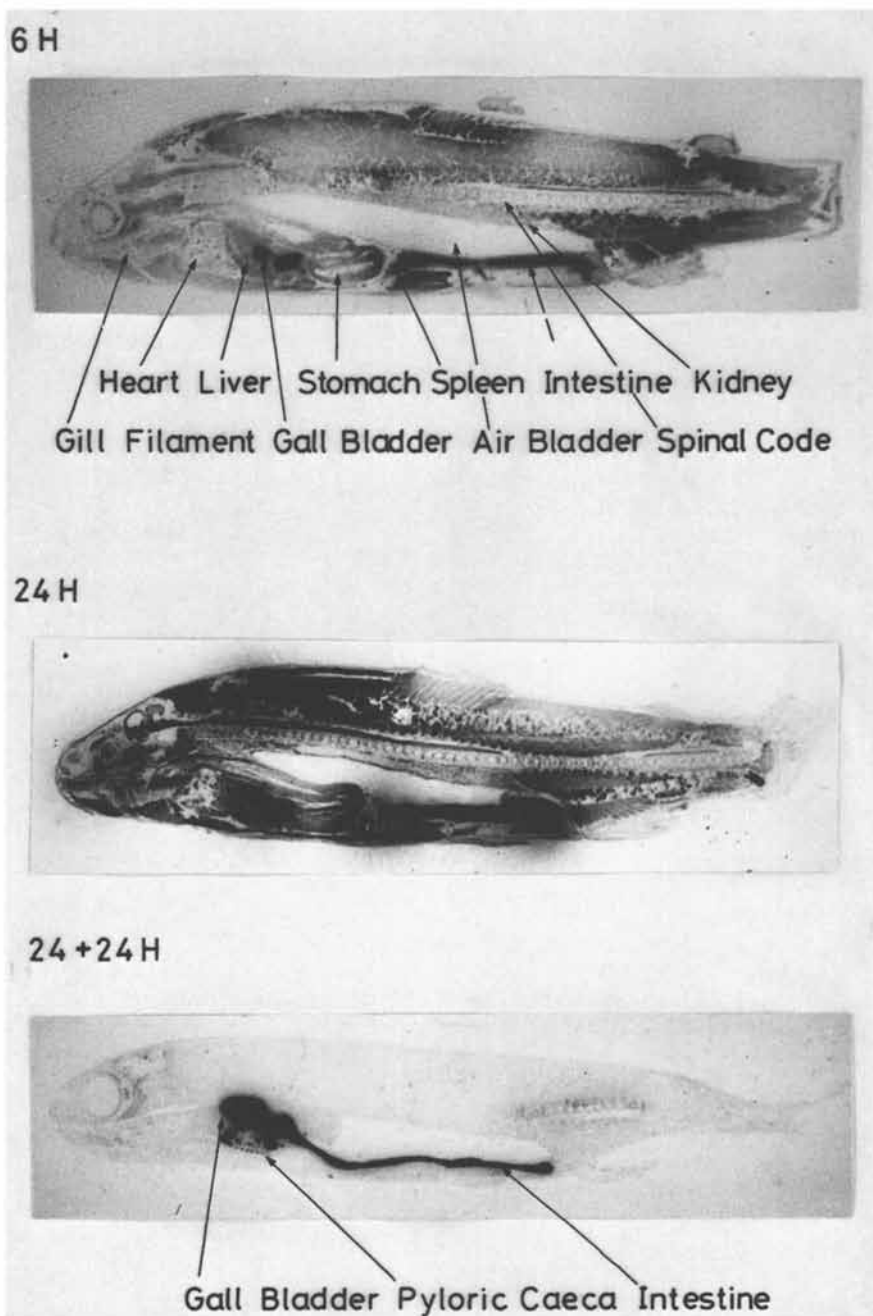 6 H
Heart Liver Stomach Spleen Intestine Kidney
Gill Filament Gall Bladder Air Bladder Spinal Code
24 H
24 + 24 H
Gall Bladder Pyloric Caeca Intestine